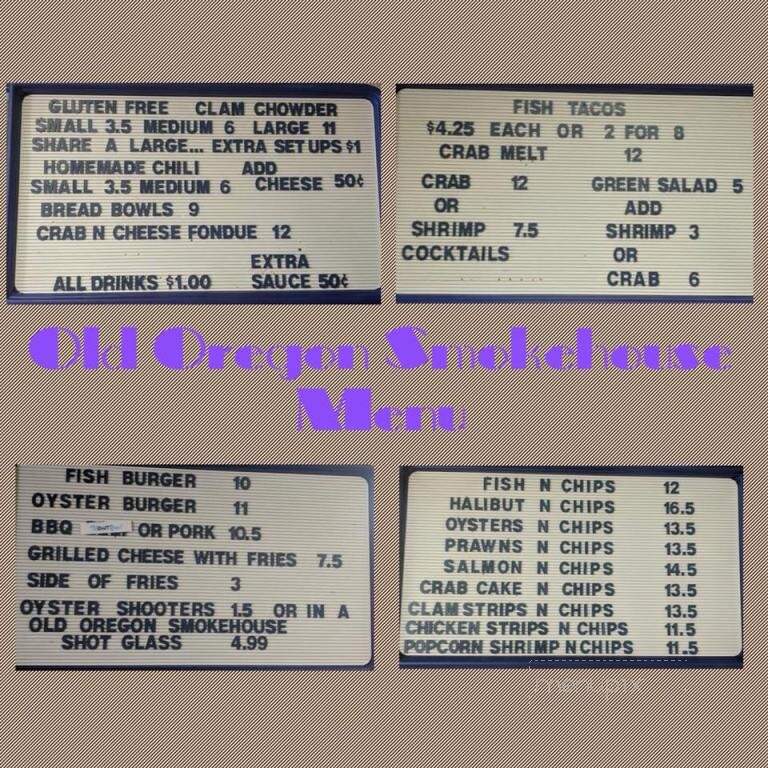 GLUTEN FREE CLAM CHOWDER
SMALL 3.5 MEDIUM 6 LARGE 11
SHARE A LARGE... EXTRA SET UPS $1
HOMEMADE CHILI ADD
SMALL 3.5 MEDIUM 6 CHEESE 50¢
BREAD BOWLS 9
CRAB N CHEESE FONDUE 12
EXTRA
ALL DRINKS $1.00 SAUCE 50¢
FISH TACOS
$4.25 EACH OR 2 FOR 8
CRAB MELT 12
CRAB 12 GREEN SALAD 5
OR ADD
SHRIMP 7.5 SHRIMP 3
COCKTAILS OR
CRAB 6
Old Oregon Smokehouse
Menu
FISH BURGER 10
OYSTER BURGER 11
BBQ OR PORK 10.5
GRILLED CHEESE WITH FRIES 7.5
SIDE OF FRIES 3
OYSTER SHOOTERS 1.5 OR IN A
OLD OREGON SMOKEHOUSE
SHOT GLASS 4.99
FISH N CHIPS 12
HALIBUT N CHIPS 16.5
OYSTERS N CHIPS 13.5
PRAWNS N CHIPS 13.5
SALMON N CHIPS 14.5
CRAB CAKE N CHIPS 13.5
CLAM STRIPS N CHIPS 13.5
CHICKEN STRIPS N CHIPS 11.5
POPCORN SHRIMP N CHIPS 11.5
menupix